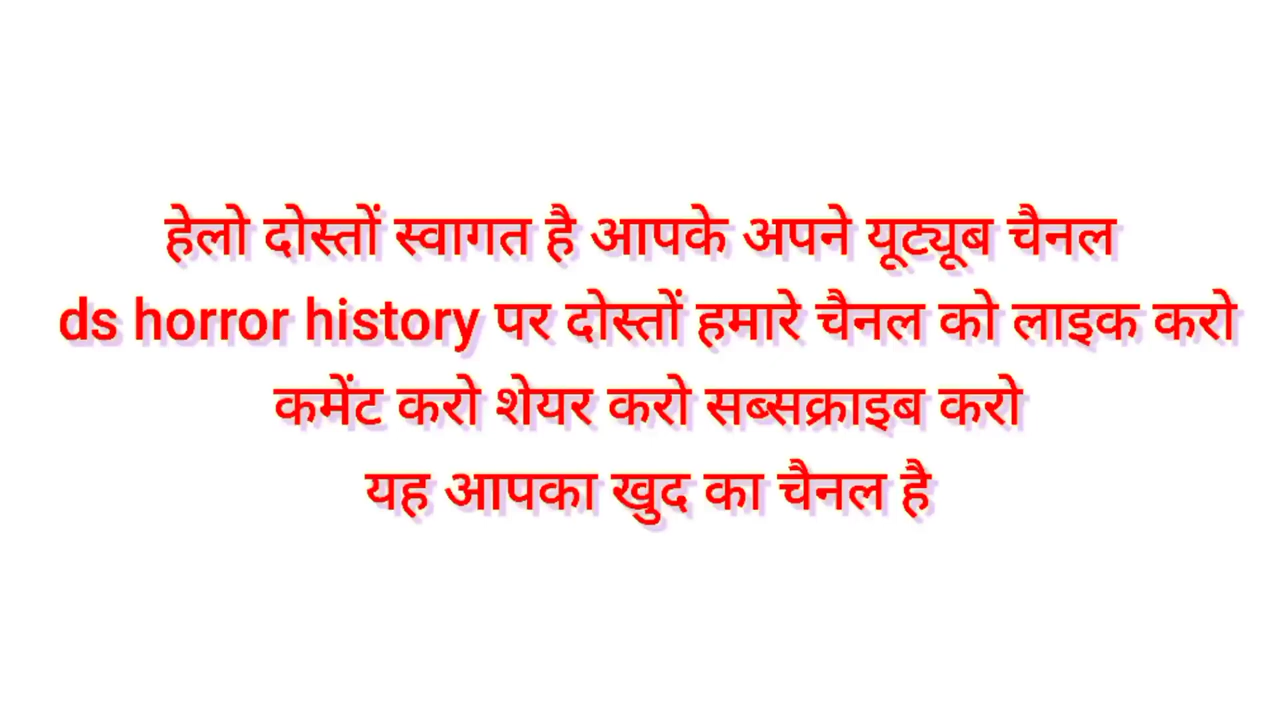 हेलो दोस्तों स्वागत है आपके अपने यूट्यूब चैनल
ds horror history पर दोस्तों हमारे चैनल को लाइक करो
कमेंट करो शेयर करो सब्सक्राइब करो
यह आपका खुद का चैनल है